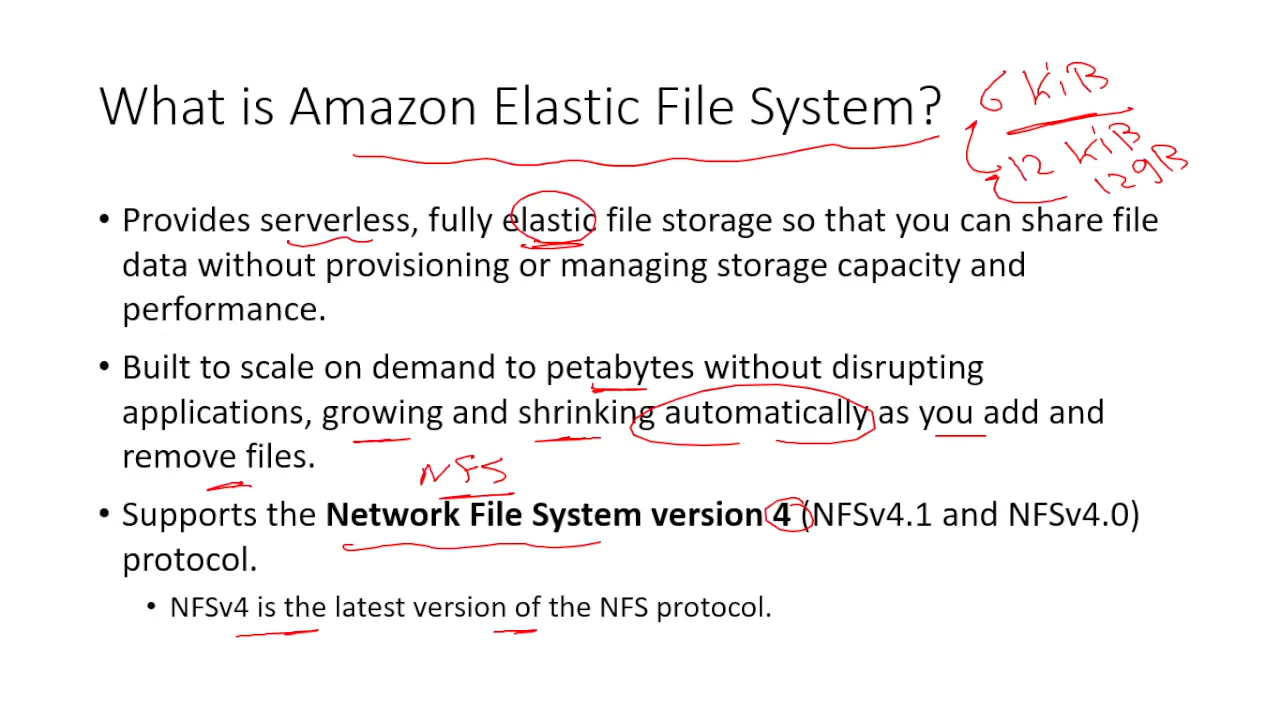 What is Amazon Elastic File System?
6 KiB
12 KiB
129B
• Provides serverless, fully elastic file storage so that you can share file
data without provisioning or managing storage capacity and
performance.
• Built to scale on demand to petabytes without disrupting
applications, growing and shrinking automatically as you add and
remove files.
NFS
• Supports the Network File System version 4 (NFSv4.1 and NFSv4.0)
protocol.
• NFSv4 is the latest version of the NFS protocol.